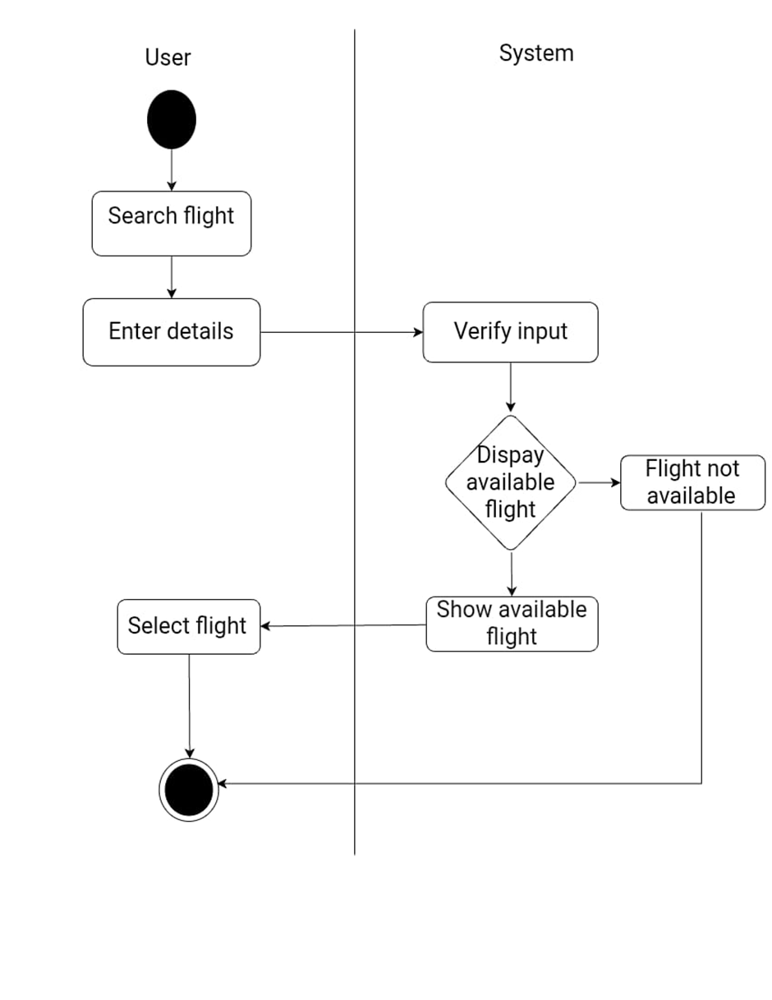 User
System
Search flight
Enter details
Verify input
Dispay
available
flight
Flight not
available
Show available
flight
Select flight